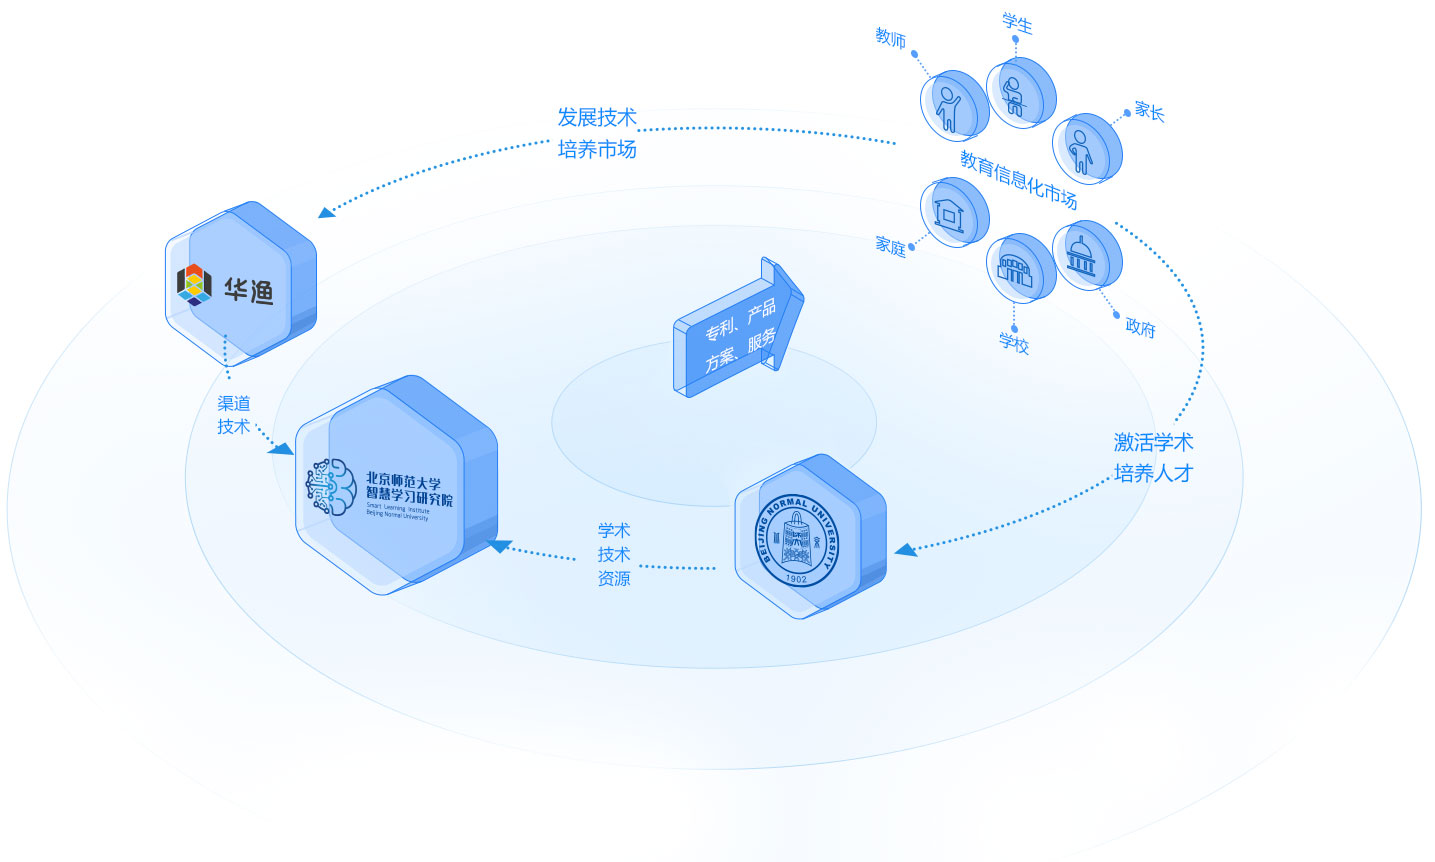 学生
教师
家长
教育信息化市场
家庭
学校
政府
发展技术
培养市场
华渔
专利、产品
方案、服务
渠道
技术
北京师范大学
智慧学习研究院
Smart Learning Institute
Beijing Normal University
激活学术
培养人才
学术
技术
资源
BEIJING NORMAL UNIVERSITY
1902